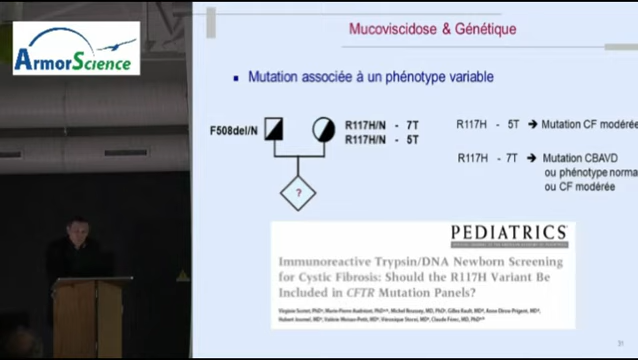 ArmorScience
Mucoviscidose & Génétique
Mutation associée à un phénotype variable
F508del/N
R117H/N - 7T
R117H/N - 5T
R117H - 5T → Mutation CF modérée
R117H - 7T → Mutation CBAVD
ou phénotype norma
ou CF modérée
?
PEDIATRICS
Immunoreactive Trypsin/DNA Newborn Screening
for Cystic Fibrosis: Should the R117H Variant Be
Included in CFTR Mutation Panels?
31